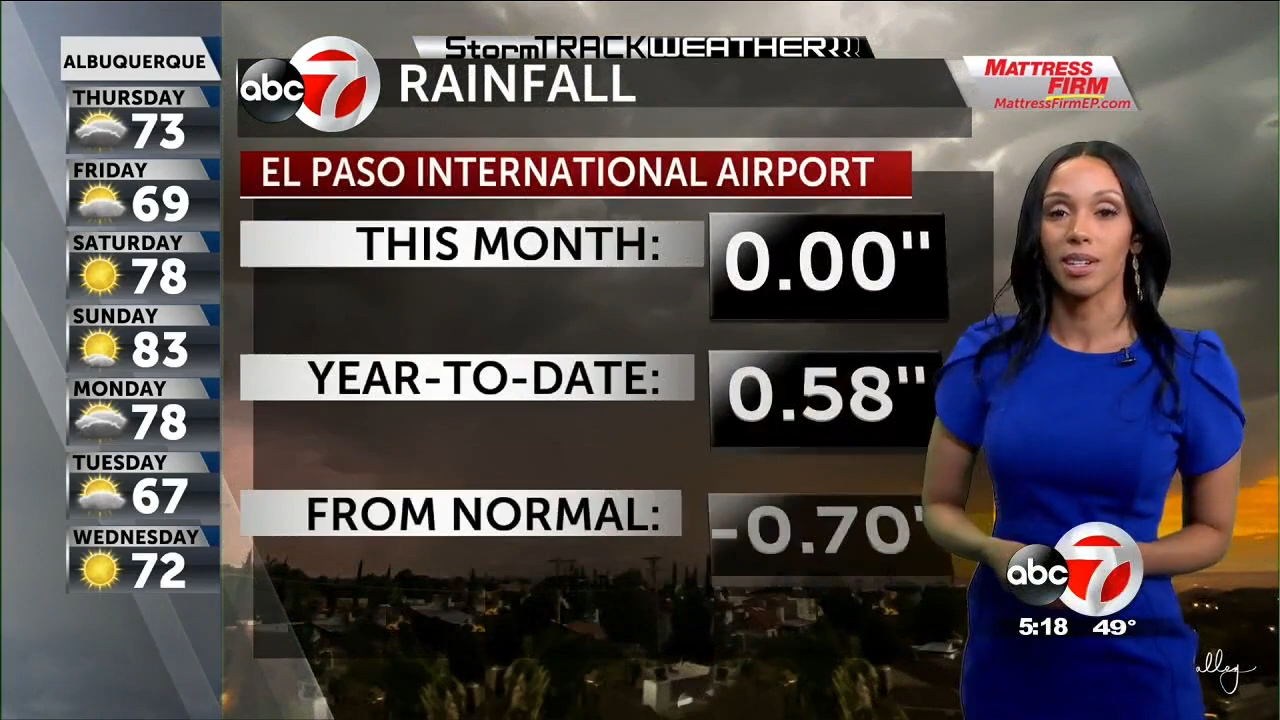 StormTRACKWEATHER
ALBUQUERQUE
THURSDAY
73
FRIDAY
69
SATURDAY
78
SUNDAY
83
MONDAY
78
TUESDAY
67
WEDNESDAY
72
abc 7
RAINFALL
MATTRESS
FIRM
MattressFirmEP.com
EL PASO INTERNATIONAL AIRPORT
THIS MONTH: 0.00"
YEAR-TO-DATE: 0.58"
FROM NORMAL: -0.70"
abc 7
5:18 49°
alley